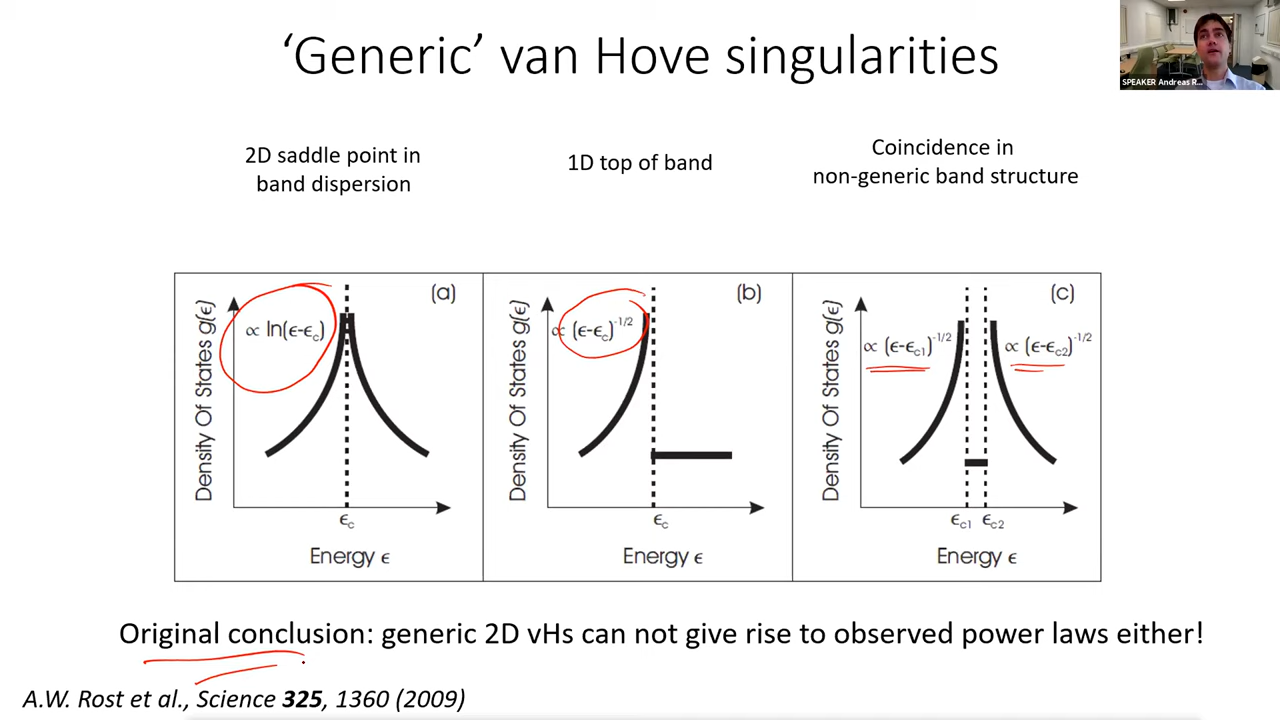 'Generic' van Hove singularities
SPEAKER Andreas R...
2D saddle point in
band dispersion
1D top of band
Coincidence in
non-generic band structure
(a)
∝ ln(ϵ-ϵc)
Density Of States g(ϵ)
ϵc
Energy ϵ
(b)
∝ (ϵ-ϵc)^-1/2
Density Of States g(ϵ)
ϵc
Energy ϵ
(c)
∝ (ϵ-ϵc1)^-1/2
∝ (ϵ-ϵc2)^-1/2
Density Of States g(ϵ)
ϵc1 ϵc2
Energy ϵ
Original conclusion: generic 2D vHs can not give rise to observed power laws either!
A.W. Rost et al., Science 325, 1360 (2009)